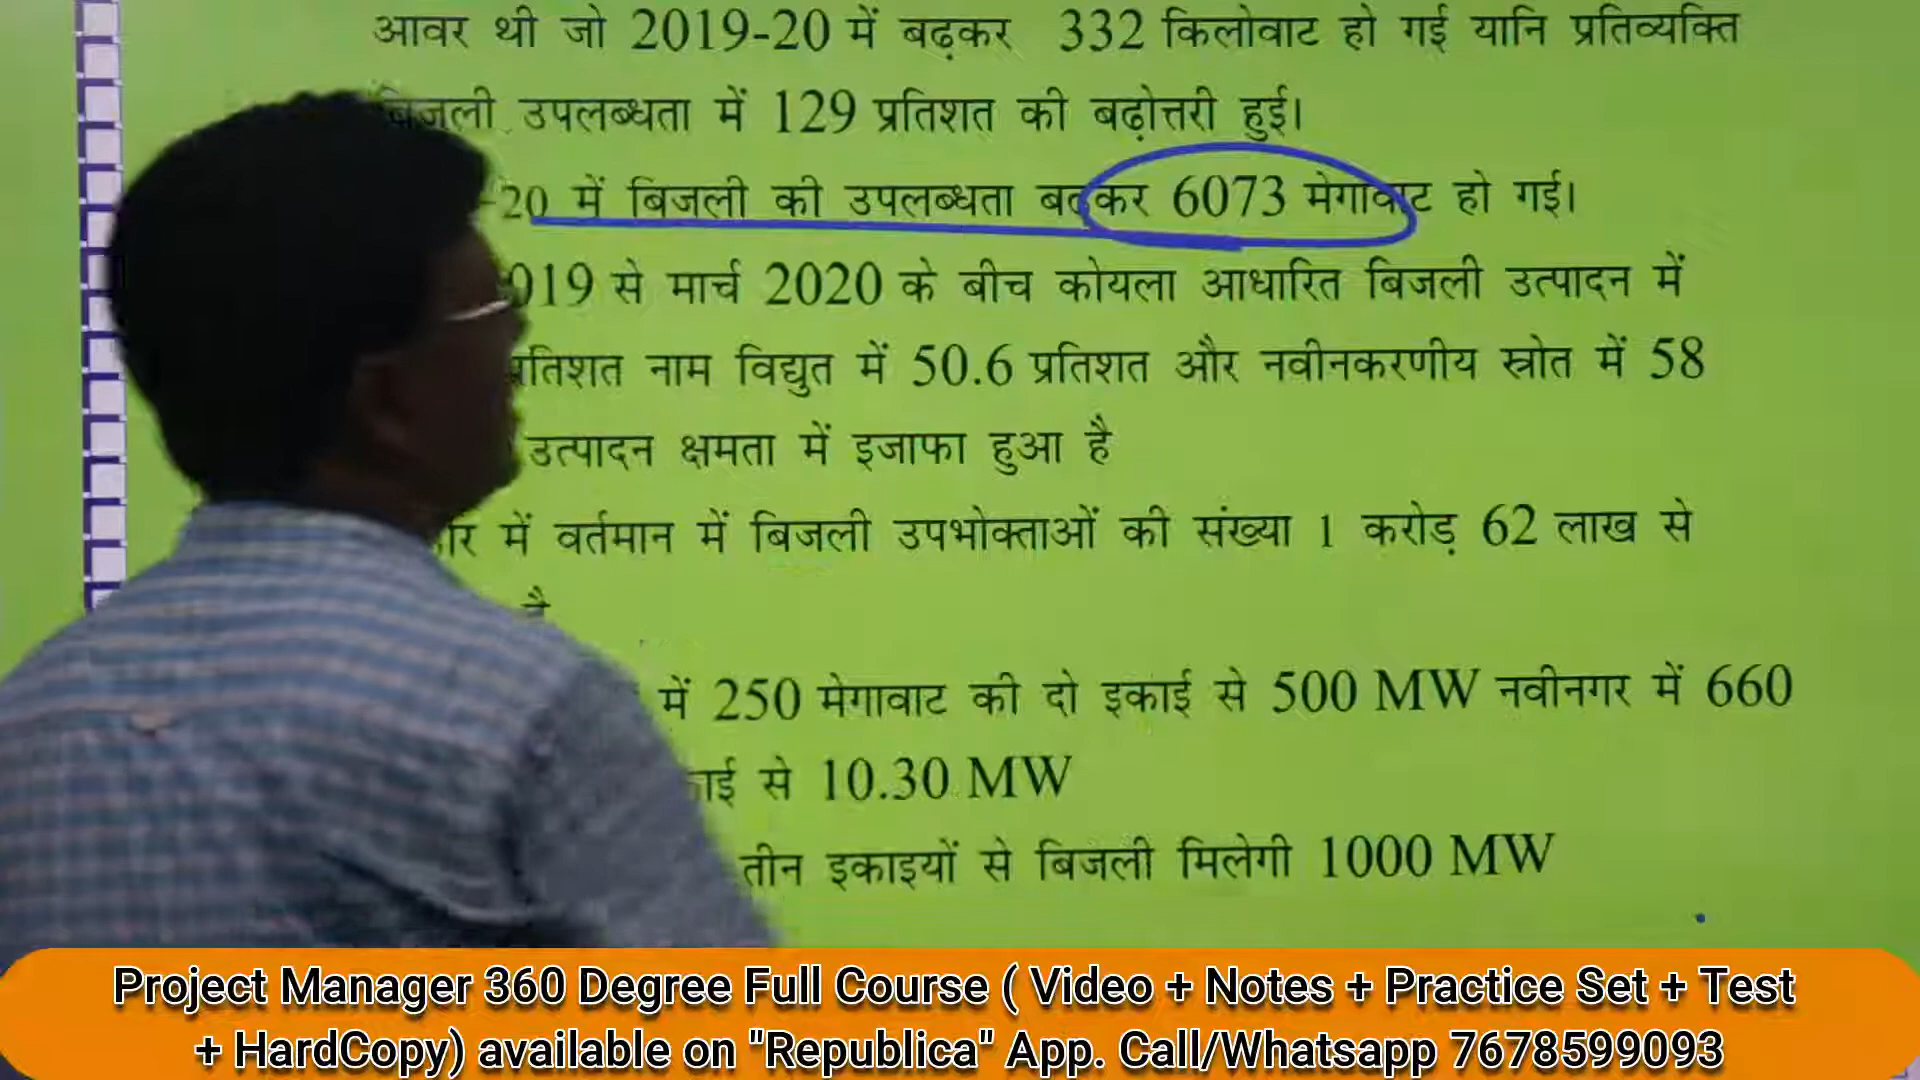 आवर थी जो 2019-20 में बढ़कर 332 किलोवाट हो गई यानि प्रतिव्यक्ति
बिजली उपलब्धता में 129 प्रतिशत की बढ़ोत्तरी हुई।
-20 में बिजली की उपलब्धता बढ़कर 6073 मेगावाट हो गई।
019 से मार्च 2020 के बीच कोयला आधारित बिजली उत्पादन में
प्रतिशत नाम विद्युत में 50.6 प्रतिशत और नवीनकरणीय स्रोत में 58
उत्पादन क्षमता में इजाफा हुआ है
में वर्तमान में बिजली उपभोक्ताओं की संख्या 1 करोड़ 62 लाख से
में 250 मेगावाट की दो इकाई से 500 MW नवीनगर में 660
से 10.30 MW
तीन इकाइयों से बिजली मिलेगी 1000 MW
Project Manager 360 Degree Full Course ( Video + Notes + Practice Set + Test
+ HardCopy) available on "Republica" App. Call/Whatsapp 7678599093